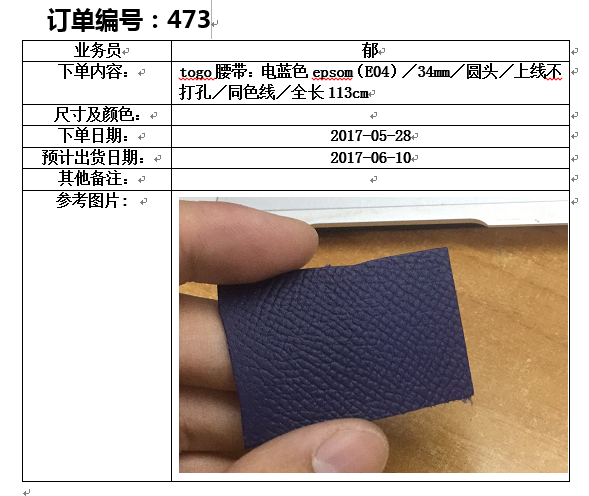 订单编号：473
业务员 郁
下单内容： togo 腰带：电蓝色 epsom（E04）／34mm／圆头／上线不
打孔／同色线／全长 113cm
尺寸及颜色：
下单日期： 2017-05-28
预计出货日期： 2017-06-10
其他备注：
参考图片：